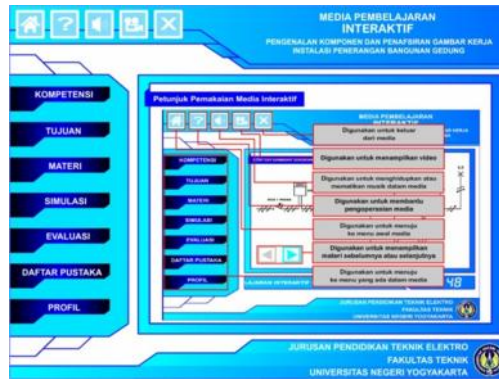 MEDIA PEMBELAJARAN
INTERAKTIF
PENGENALAN KOMPONEN DAN PENAFSIRAN GAMBAR KERJA
INSTALASI PENERANGAN BANGUNAN GEDUNG
KOMPETENSI
TUJUAN
MATERI
SIMULASI
EVALUASI
DAFTAR PUSTAKA
PROFIL
Petunjuk Pemakaian Media Interaktif
MEDIA PEMBELAJARAN
INTERAKTIF
KOMPETENSI
TUJUAN
MATERI
SIMULASI
EVALUASI
DAFTAR PUSTAKA
PROFIL
Digunakan untuk keluar
dari media
Digunakan untuk menampilkan video
Digunakan untuk menghidupkan atau
mematikan musik dalam media
Digunakan untuk membantu
pengoperasian media
Digunakan untuk menuju
ke menu awal media
Digunakan untuk menampilkan
materi sebelumnya atau selanjutnya
Digunakan untuk menuju
ke menu yang ada dalam media
48
JURUSAN PENDIDIKAN TEKNIK ELEKTRO
FAKULTAS TEKNIK
UNIVERSITAS NEGERI YOGYAKARTA
JURUSAN PENDIDIKAN TEKNIK ELEKTRO
FAKULTAS TEKNIK
UNIVERSITAS NEGERI YOGYAKARTA